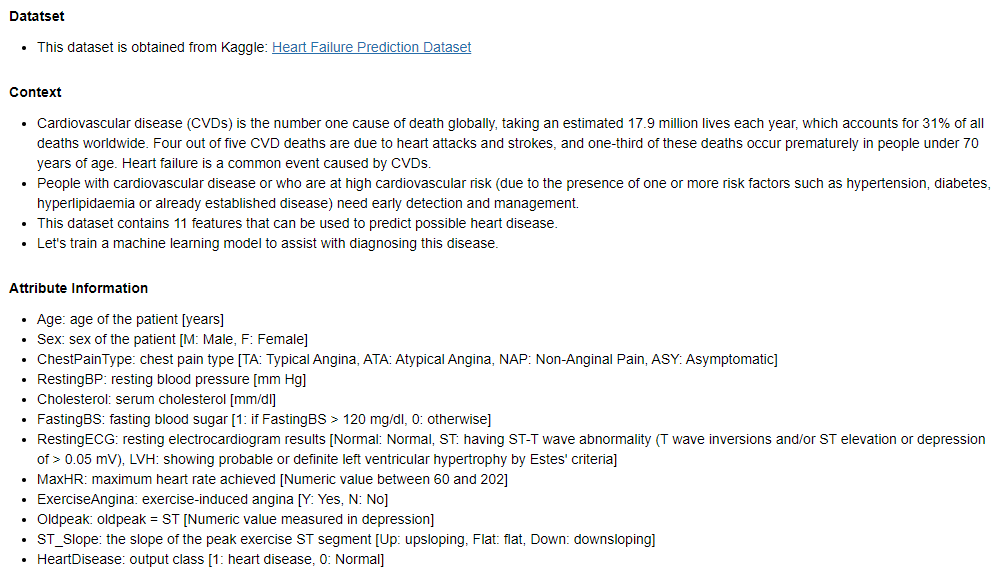 Datatset
• This dataset is obtained from Kaggle: Heart Failure Prediction Dataset
Context
• Cardiovascular disease (CVDs) is the number one cause of death globally, taking an estimated 17.9 million lives each year, which accounts for 31% of all
deaths worldwide. Four out of five CVD deaths are due to heart attacks and strokes, and one-third of these deaths occur prematurely in people under 70
years of age. Heart failure is a common event caused by CVDs.
• People with cardiovascular disease or who are at high cardiovascular risk (due to the presence of one or more risk factors such as hypertension, diabetes,
hyperlipidaemia or already established disease) need early detection and management.
• This dataset contains 11 features that can be used to predict possible heart disease.
• Let's train a machine learning model to assist with diagnosing this disease.
Attribute Information
• Age: age of the patient [years]
• Sex: sex of the patient [M: Male, F: Female]
• ChestPainType: chest pain type [TA: Typical Angina, ATA: Atypical Angina, NAP: Non-Anginal Pain, ASY: Asymptomatic]
• RestingBP: resting blood pressure [mm Hg]
• Cholesterol: serum cholesterol [mm/dl]
• FastingBS: fasting blood sugar [1: if FastingBS > 120 mg/dl, 0: otherwise]
• RestingECG: resting electrocardiogram results [Normal: Normal, ST: having ST-T wave abnormality (T wave inversions and/or ST elevation or depression
of > 0.05 mV), LVH: showing probable or definite left ventricular hypertrophy by Estes' criteria]
• MaxHR: maximum heart rate achieved [Numeric value between 60 and 202]
• ExerciseAngina: exercise-induced angina [Y: Yes, N: No]
• Oldpeak: oldpeak = ST [Numeric value measured in depression]
• ST_Slope: the slope of the peak exercise ST segment [Up: upsloping, Flat: flat, Down: downsloping]
• HeartDisease: output class [1: heart disease, 0: Normal]